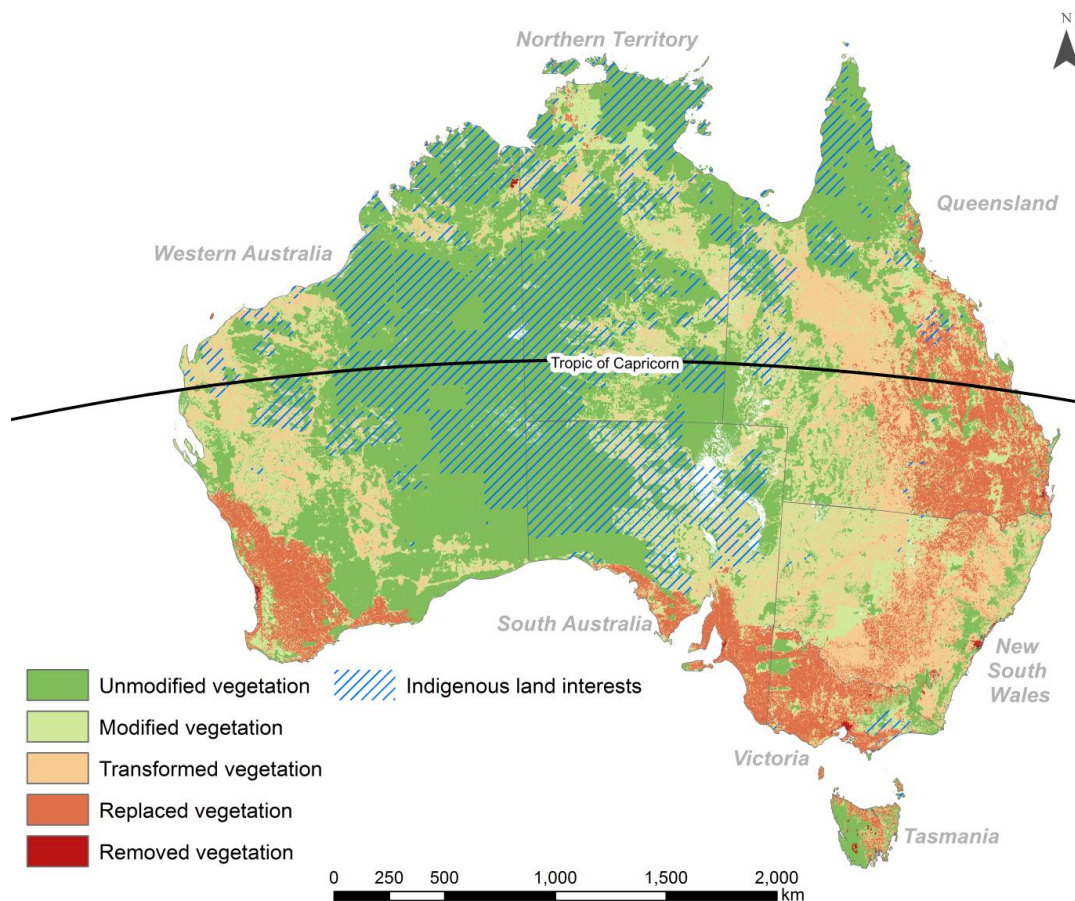 N
Northern Territory
Queensland
Western Australia
Tropic of Capricorn
South Australia
New
South
Wales
Victoria
Tasmania
Unmodified vegetation
Indigenous land interests
Modified vegetation
Transformed vegetation
Replaced vegetation
Removed vegetation
0 250 500 1,000 1,500 2,000
km